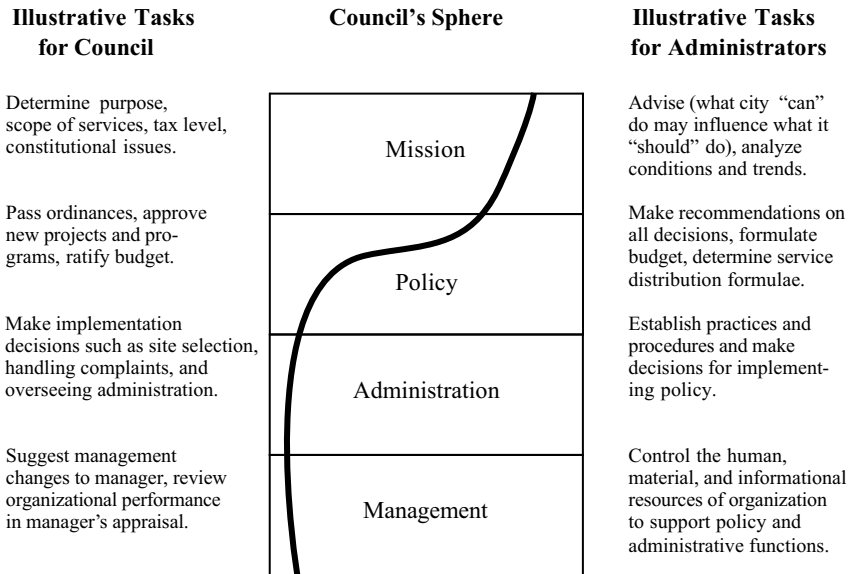 Illustrative Tasks
for Council
Council’s Sphere
Illustrative Tasks
for Administrators
Determine purpose,
scope of services, tax level,
constitutional issues.
Mission
Advise (what city “can”
do may influence what it
“should” do), analyze
conditions and trends.
Pass ordinances, approve
new projects and pro-
grams, ratify budget.
Policy
Make recommendations on
all decisions, formulate
budget, determine service
distribution formulae.
Make implementation
decisions such as site selection,
handling complaints, and
overseeing administration.
Administration
Establish practices and
procedures and make
decisions for implement-
ing policy.
Suggest management
changes to manager, review
organizational performance
in manager’s appraisal.
Management
Control the human,
material, and informational
resources of organization
to support policy and
administrative functions.